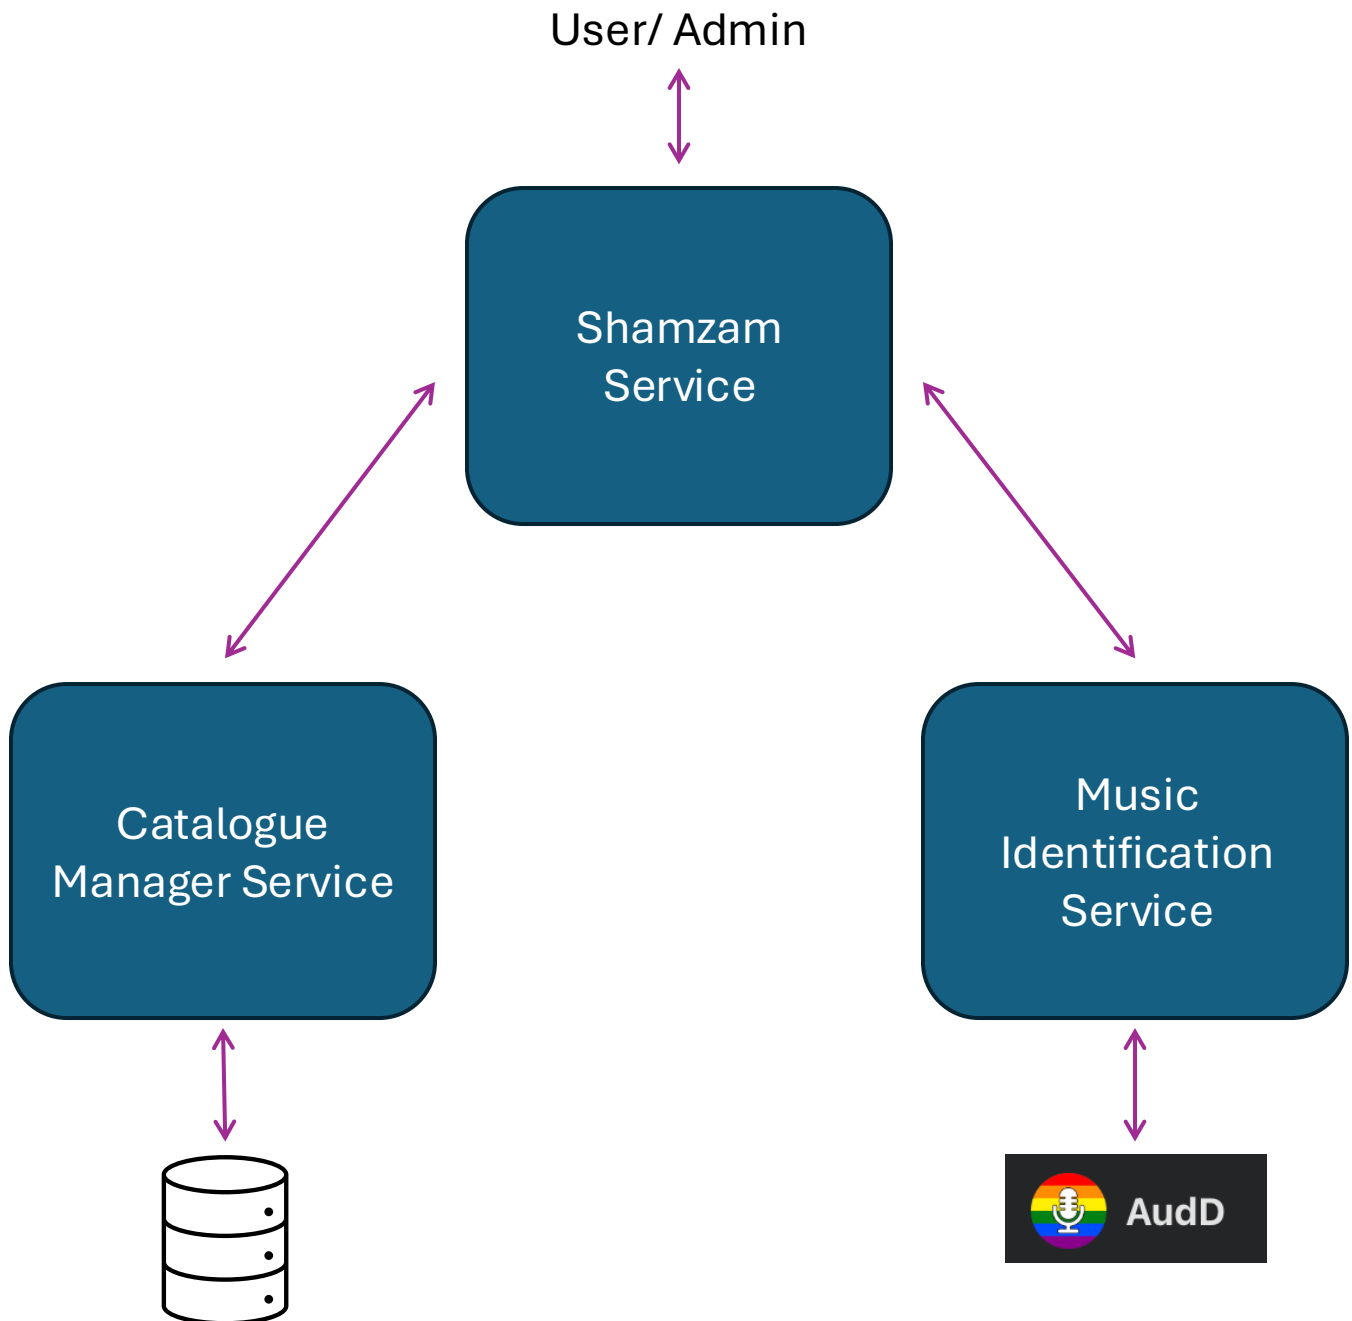 User/ Admin
Shamzam
Service
Catalogue
Manager Service
Music
Identification
Service
AudD